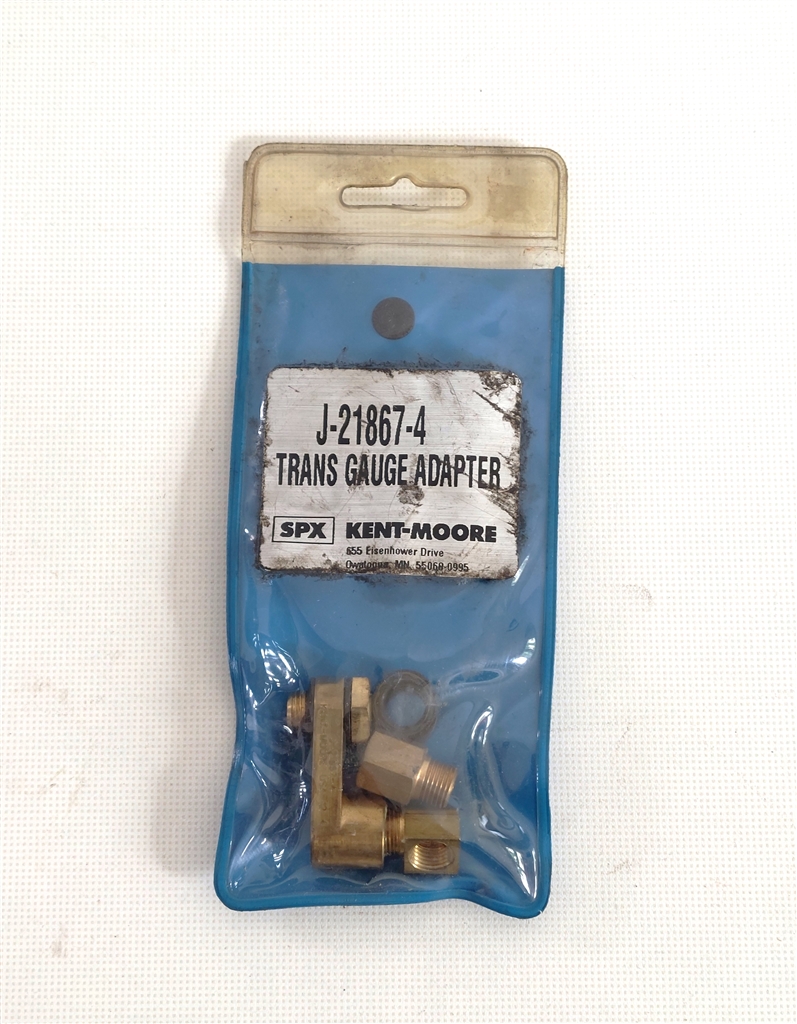 J-21867-4
TRANS GAUGE ADAPTER
SPX KENT-MOORE
655 Eisenhower Drive
Owatonna, MN 55060-0995